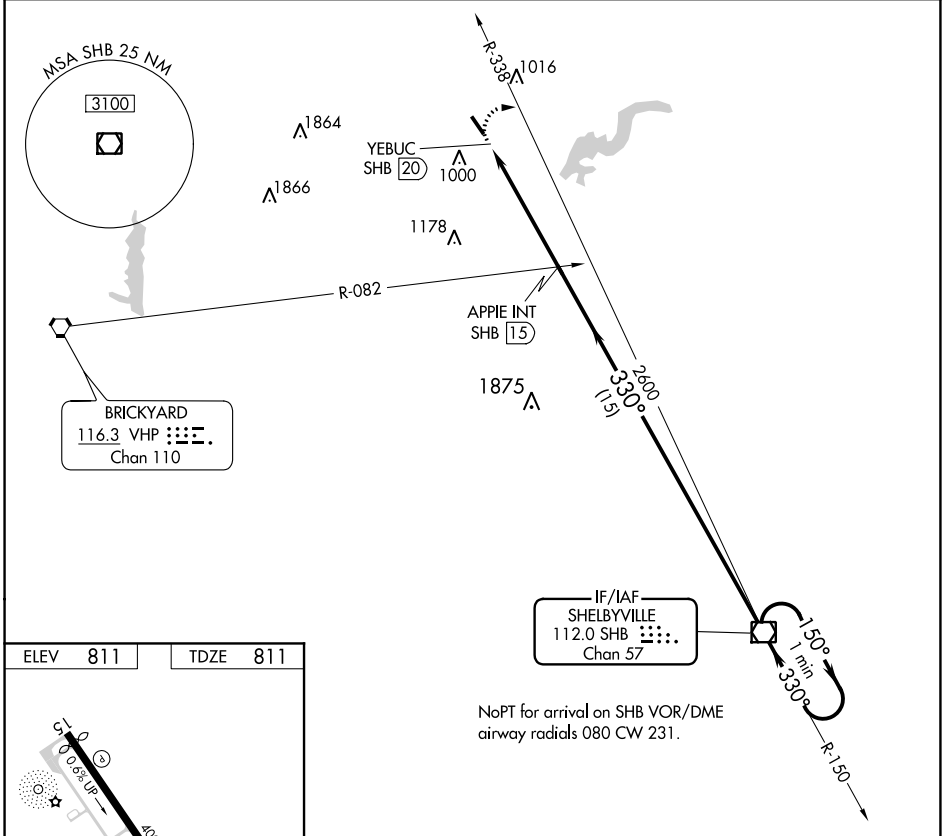 MSA SHB 25 NM
3100
R-338
1016
1864
1866
YEBUC
SHB 20
1000
1178
R-082
APPIE INT
SHB 15
1875
330°
(15)
2600
BRICKYARD
116.3 VHP
Chan 110
IF/IAF
SHELBYVILLE
112.0 SHB
Chan 57
150°
1 min
330°
R-150
NoPT for arrival on SHB VOR/DME
airway radials 080 CW 231.
ELEV 811
TDZE 811
15
P
0.6% UP